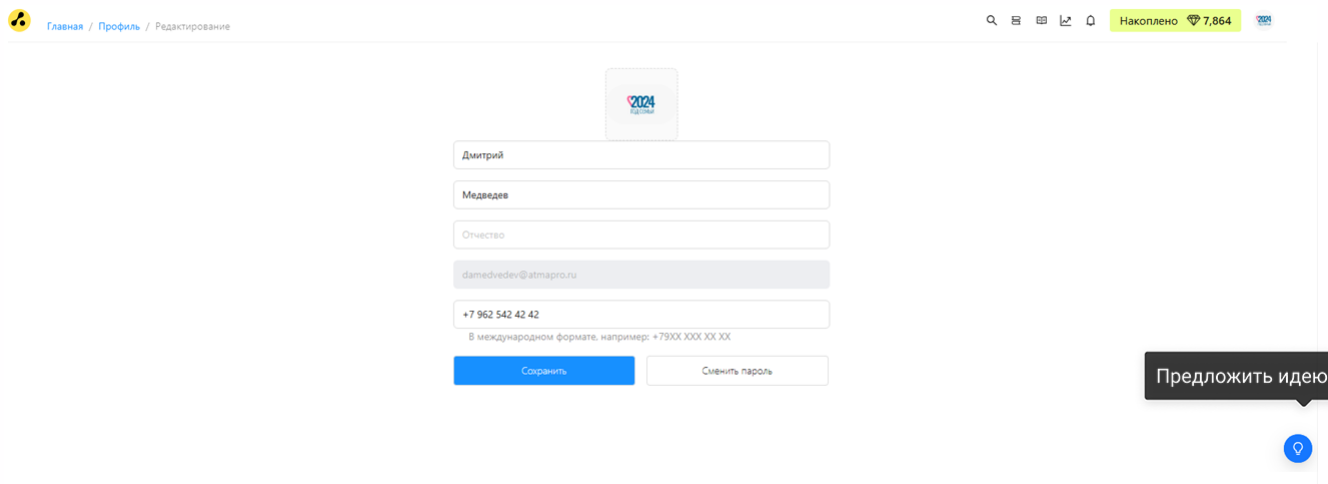 Главная / Профиль / Редактирование
Накоплено 7,864
2024
2024
Дмитрий
Медведев
Отчество
damedvedev@atmapro.ru
+7 962 542 42 42
В международном формате, например: +79XX XXX XX XX
Сохранить Сменить пароль
Предложить идею